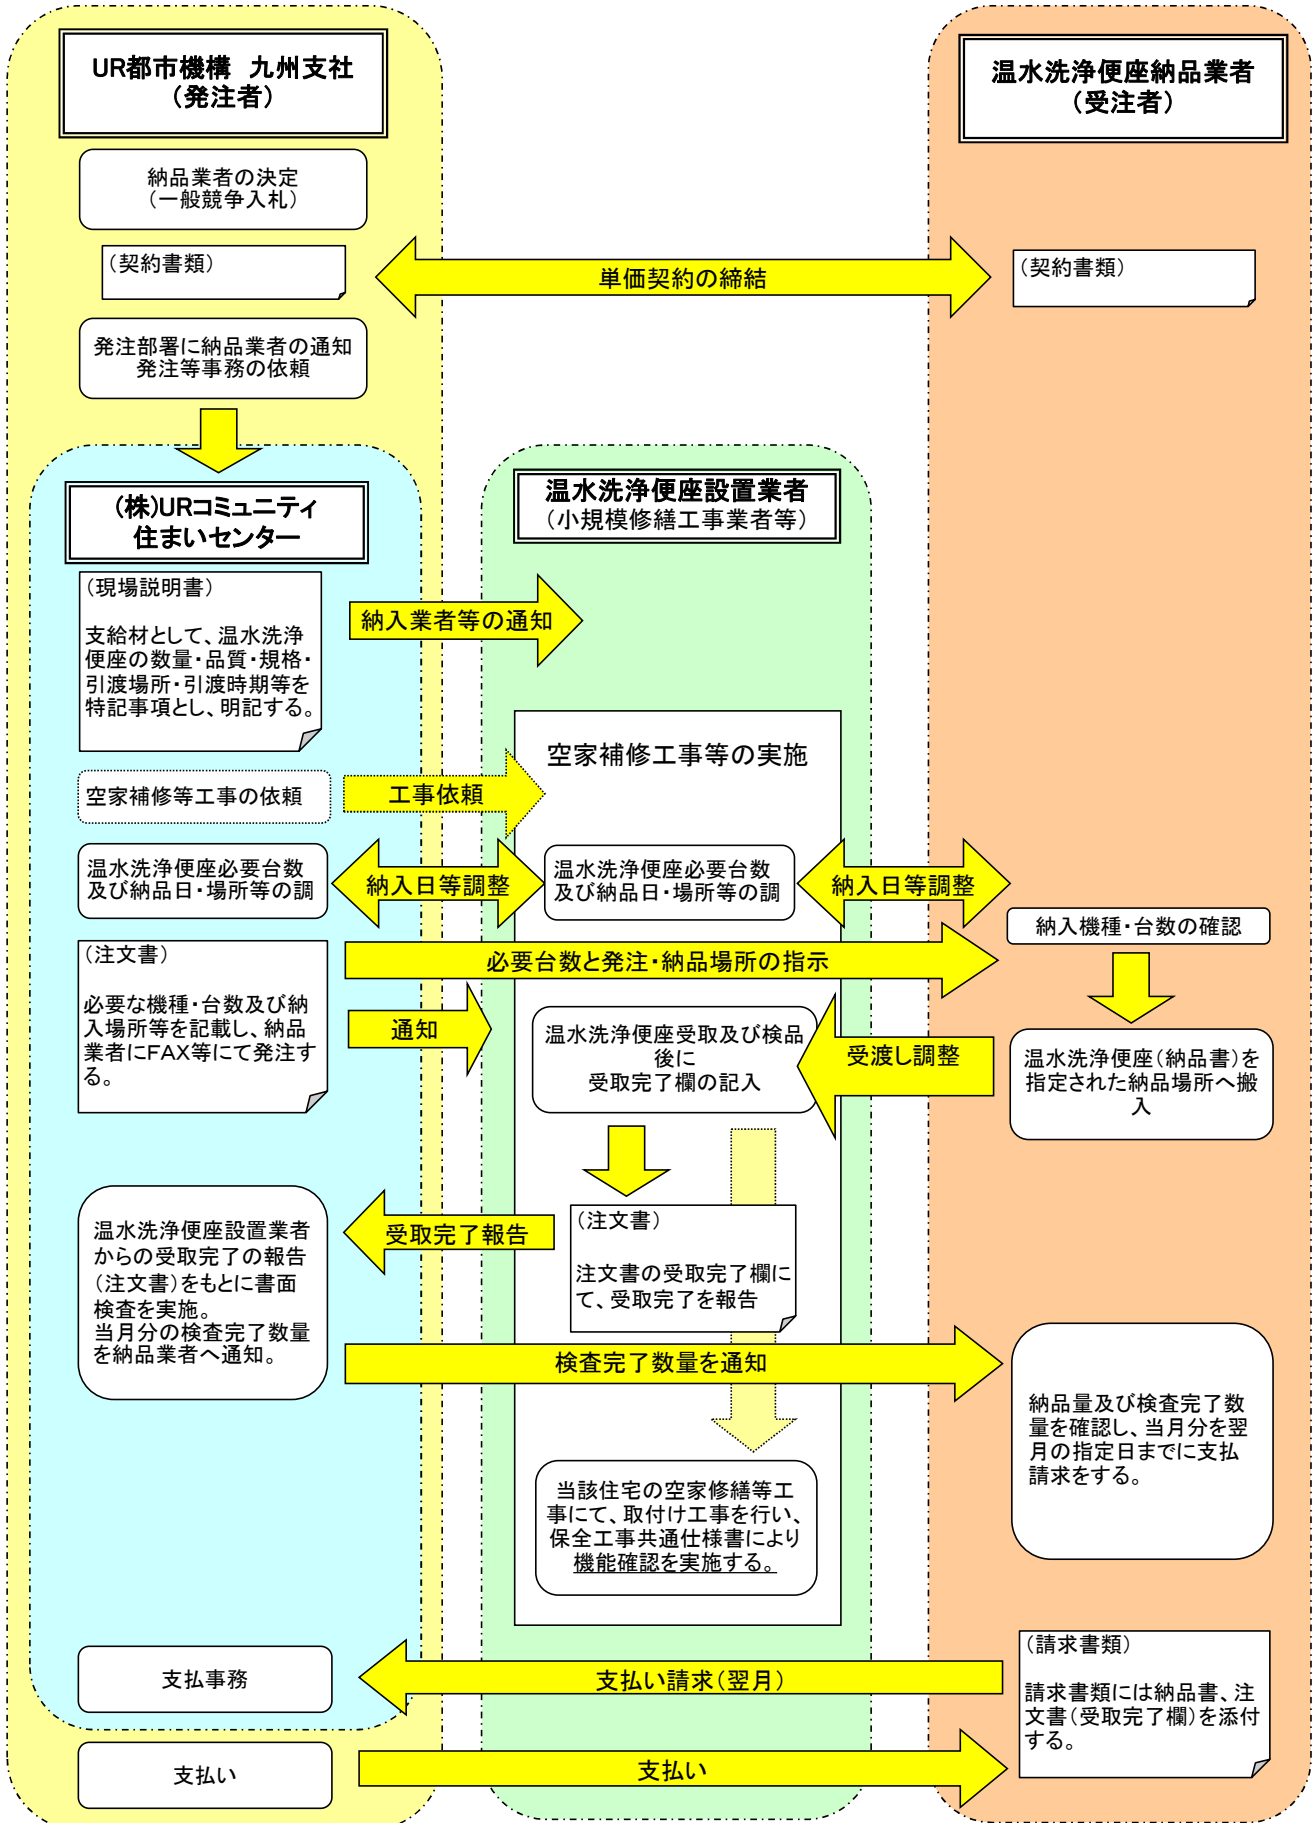 UR都市機構　九州支社
（発注者）
温水洗浄便座納品業者
（受注者）
納品業者の決定
（一般競争入札）
（契約書類）
単価契約の締結
（契約書類）
発注部署に納品業者の通知
発注等事務の依頼
(株)URコミュニティ
住まいセンター
温水洗浄便座設置業者
（小規模修繕工事業者等）
（現場説明書）
支給材として、温水洗浄
便座の数量・品質・規格・
引渡場所・引渡時期等を
特記事項とし、明記する。
納入業者等の通知
空家補修工事等の実施
空家補修等工事の依頼
工事依頼
温水洗浄便座必要台数
及び納品日・場所等の調
納入日等調整
温水洗浄便座必要台数
及び納品日・場所等の調
納入日等調整
納入機種・台数の確認
（注文書）
必要な機種・台数及び納
入場所等を記載し、納品
業者にFAX等にて発注す
る。
必要台数と発注・納品場所の指示
通知
温水洗浄便座受取及び検品
後に
受取完了欄の記入
受渡し調整
温水洗浄便座（納品書）を
指定された納品場所へ搬
入
温水洗浄便座設置業者
からの受取完了の報告
（注文書）をもとに書面
検査を実施。
当月分の検査完了数量
を納品業者へ通知。
受取完了報告
（注文書）
注文書の受取完了欄に
て、受取完了を報告
検査完了数量を通知
納品量及び検査完了数
量を確認し、当月分を翌
月の指定日までに支払
請求をする。
当該住宅の空家修繕等工
事にて、取付け工事を行い、
保全工事共通仕様書により
機能確認を実施する。
支払事務
支払い請求（翌月）
（請求書類）
請求書類には納品書、注
文書（受取完了欄）を添付
する。
支払い
支払い